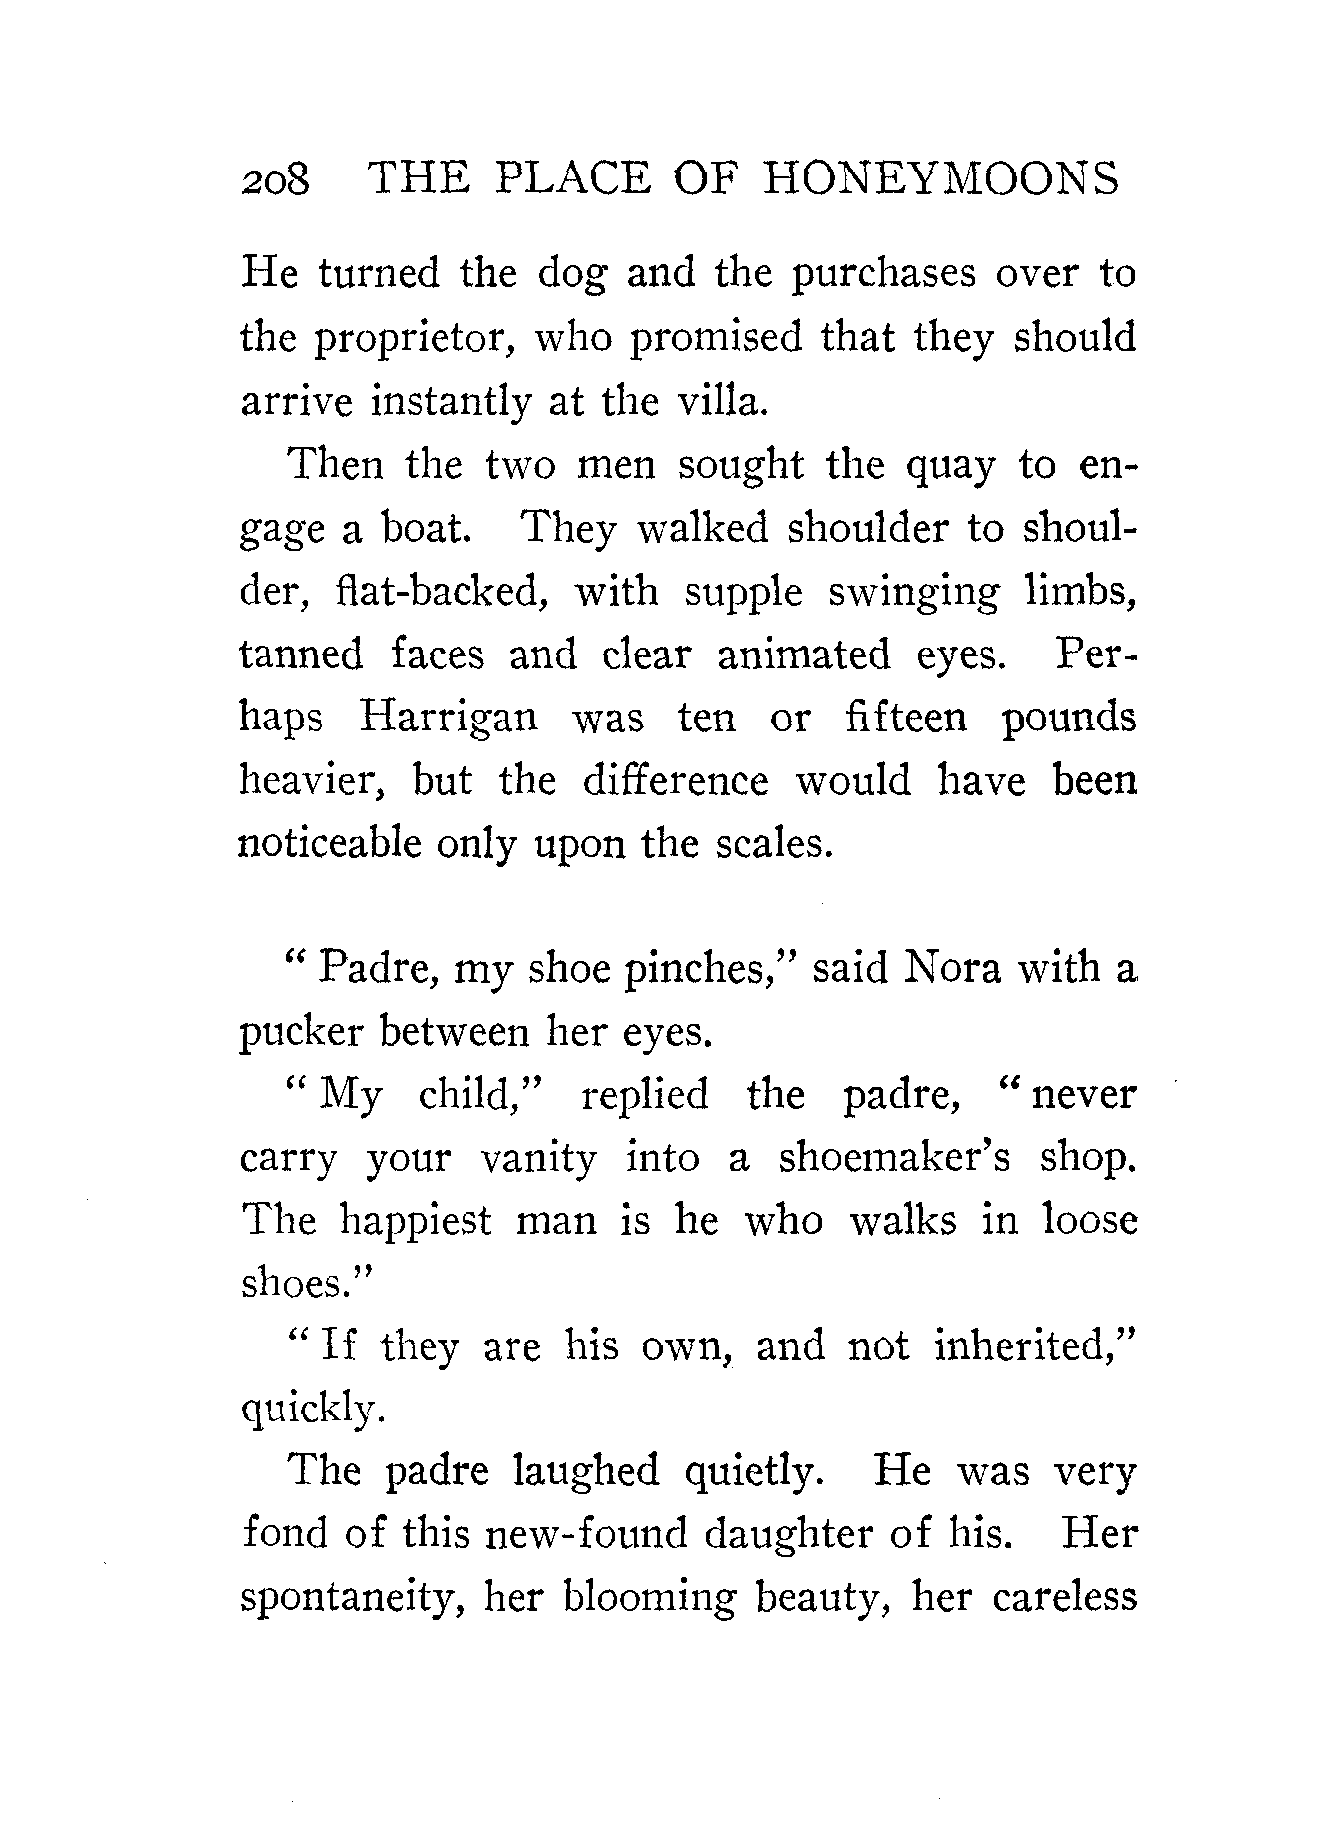 208 THE PLACE OF HONEYMOONS
He turned the dog and the purchases over to
the proprietor, who promised that they should
arrive instantly at the villa.
Then the two men sought the quay to en-
gage a boat. They walked shoulder to shoul-
der, flat-backed, with supple swinging limbs,
tanned faces and clear animated eyes. Per-
haps Harrigan was ten or fifteen pounds
heavier, but the difference would have been
noticeable only upon the scales.
“ Padre, my shoe pinches,” said Nora with a
pucker between her eyes.
“ My child,” replied the padre, “ never
carry your vanity into a shoemaker’s shop.
The happiest man is he who walks in loose
shoes.”
“ If they are his own, and not inherited,”
quickly.
The padre laughed quietly. He was very
fond of this new-found daughter of his. Her
spontaneity, her blooming beauty, her careless